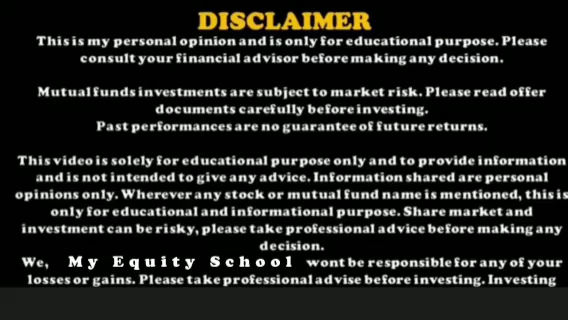 DISCLAIMER
This is my personal opinion and is only for educational purpose. Please
consult your financial advisor before making any decision.
Mutual funds investments are subject to market risk. Please read offer
documents carefully before investing.
Past performances are no guarantee of future returns.
This video is solely for educational purpose only and to provide information
and is not intended to give any advice. Information shared are personal
opinions only. Wherever any stock or mutual fund name is mentioned, this is
only for educational and informational purpose. Share market and
investment can be risky, please take professional advice before making any
decision.
We, My Equity School wont be responsible for any of your
losses or gains. Please take professional advise before investing. Investing